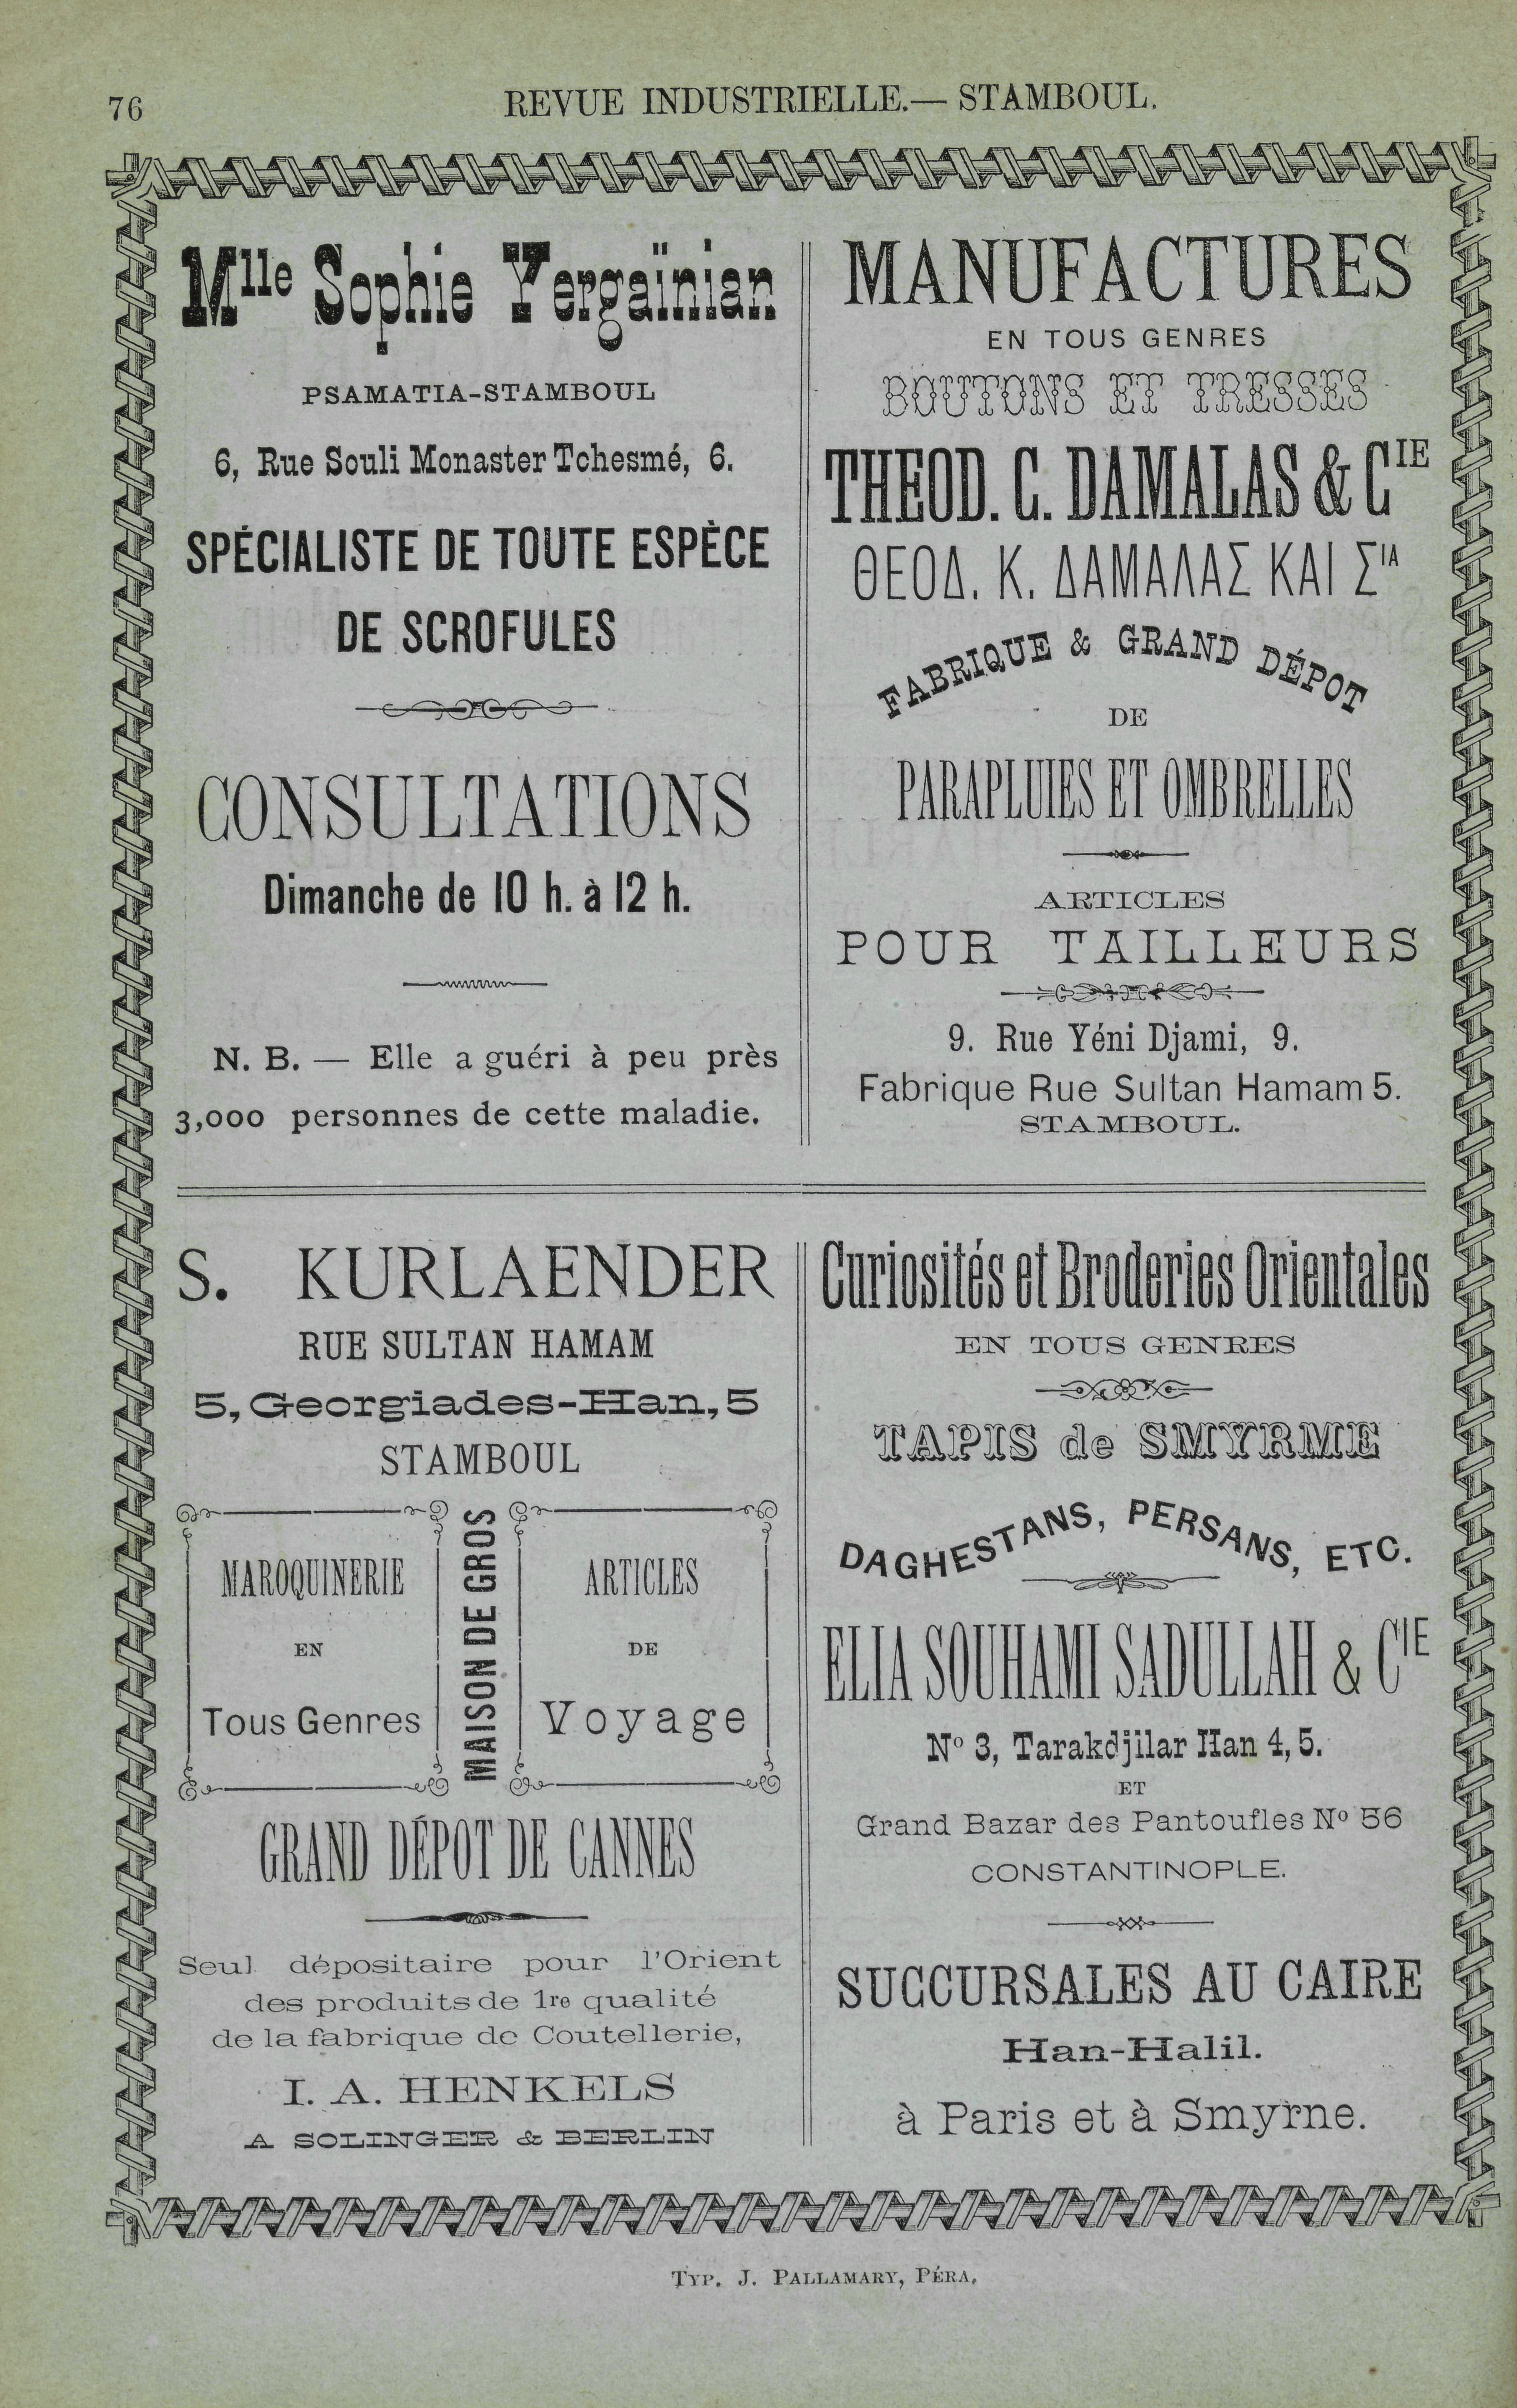 76
REVUE INDUSTRIELLE.— STAMBOUL.
Mlle Sophie Yergaïnian
PSAMATIA-STAMBOUL
6, Rue Souli Monaster Tchesmé, 6.
SPÉCIALISTE DE TOUTE ESPÈCE
DE SCROFULES
CONSULTATIONS
Dimanche de 10 h. à 12 h.
N. B. — Elle a guéri à peu près
3,000 personnes de cette maladie.
MANUFACTURES
EN TOUS GENRES
BOUTONS ET TRESSES
THEOD. C. DAMALAS & CIE
ΘΕΟΔ. Κ. ΔΑΜΑΛΑΣ ΚΑΙ ΣΙΑ
FABRIQUE & GRAND DÉPOT
DE
PARAPLUIES ET OMBRELLES
ARTICLES
POUR TAILLEURS
9. Rue Yéni Djami, 9.
Fabrique Rue Sultan Hamam 5.
STAMBOUL.
S. KURLAENDER
RUE SULTAN HAMAM
5, Georgiades-Han, 5
STAMBOUL
MAROQUINERIE
EN
Tous Genres
MAISON DE GROS
ARTICLES
DE
Voyage
GRAND DÉPOT DE CANNES
Seul dépositaire pour l'Orient
des produits de 1re qualité
de la fabrique de Coutellerie,
I. A. HENKELS
A SOLINGER & BERLIN
Curiosités et Broderies Orientales
EN TOUS GENRES
TAPIS de SMYRME
DAGHESTANS, PERSANS, ETC.
ELIA SOUHAMI SADULLAH & CIE
No 3, Tarakdjilar Han 4, 5.
ET
Grand Bazar des Pantoufles No 56
CONSTANTINOPLE.
SUCCURSALES AU CAIRE
Han-Halil.
à Paris et à Smyrne.
TYP. J. PALLAMARY, PÉRA.